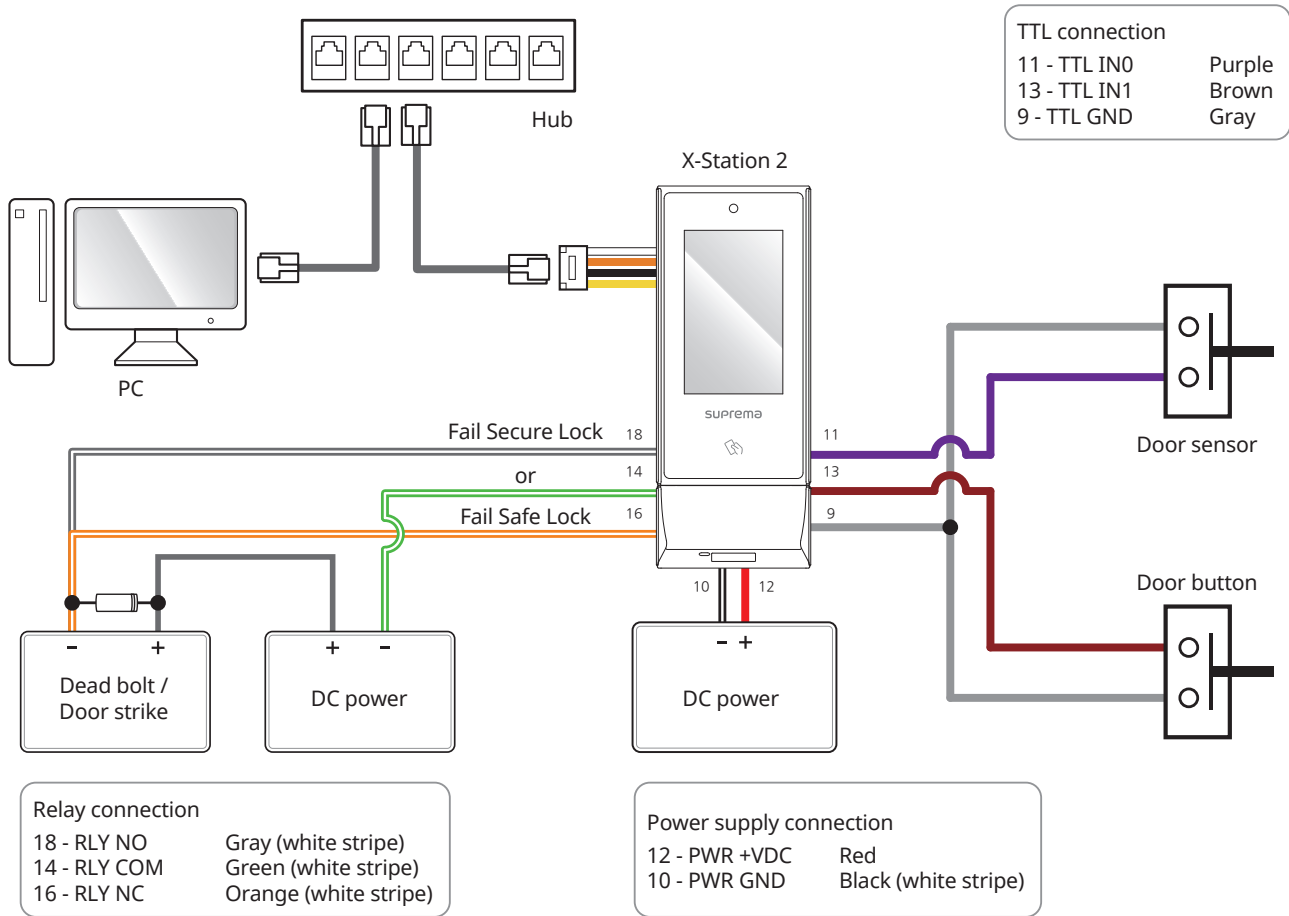 Hub
TTL connection
11 - TTL IN0 Purple
13 - TTL IN1 Brown
9 - TTL GND Gray
X-Station 2
PC
suprema
Fail Secure Lock 18
or 14
Fail Safe Lock 16
11
13
9
Door sensor
10 12
Door button
- +
Dead bolt /
Door strike
+ -
DC power
- +
DC power
Relay connection
18 - RLY NO Gray (white stripe)
14 - RLY COM Green (white stripe)
16 - RLY NC Orange (white stripe)
Power supply connection
12 - PWR +VDC Red
10 - PWR GND Black (white stripe)